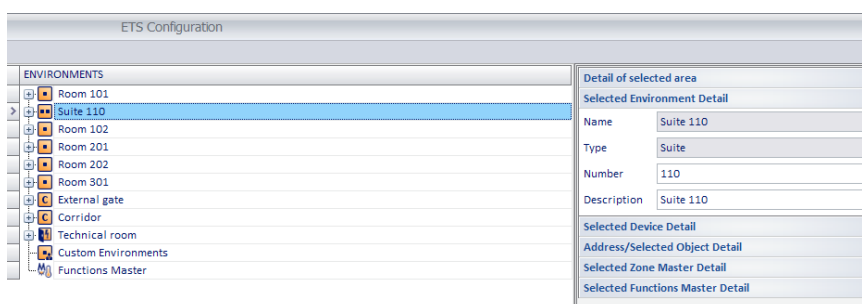 ETS Configuration
ENVIRONMENTS
Room 101
Suite 110
Room 102
Room 201
Room 202
Room 301
C External gate
C Corridor
Technical room
Custom Environments
Functions Master
Detail of selected area
Selected Environment Detail
Name Suite 110
Type Suite
Number 110
Description Suite 110
Selected Device Detail
Address/Selected Object Detail
Selected Zone Master Detail
Selected Functions Master Detail